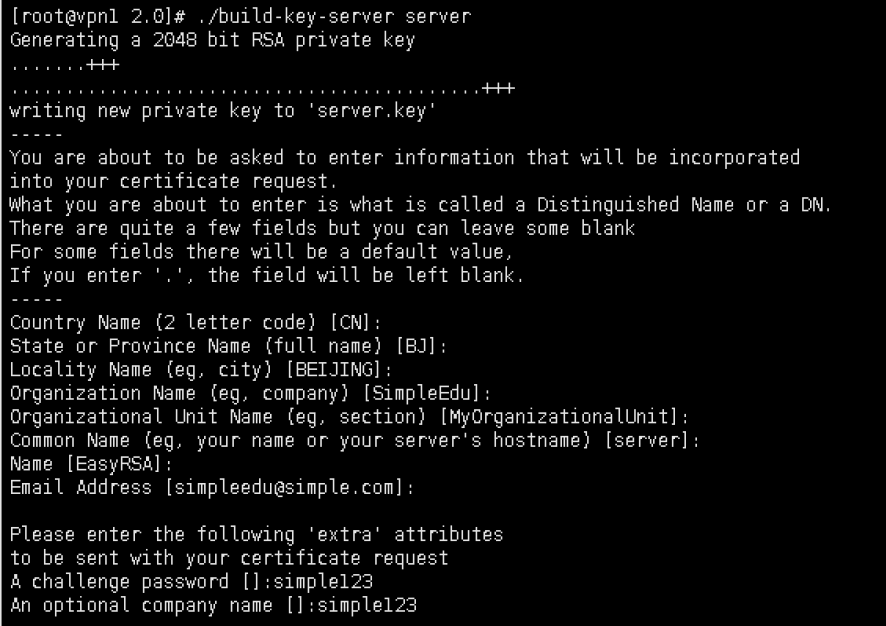 [root@vpn1 2.0]# ./build-key-server server
Generating a 2048 bit RSA private key
.......+++
...........................................+++
writing new private key to 'server.key'
-----
You are about to be asked to enter information that will be incorporated
into your certificate request.
What you are about to enter is what is called a Distinguished Name or a DN.
There are quite a few fields but you can leave some blank
For some fields there will be a default value,
If you enter '.', the field will be left blank.
-----
Country Name (2 letter code) [CN]:
State or Province Name (full name) [BJ]:
Locality Name (eg, city) [BEIJING]:
Organization Name (eg, company) [SimpleEdu]:
Organizational Unit Name (eg, section) [MyOrganizationalUnit]:
Common Name (eg, your name or your server's hostname) [server]:
Name [EasyRSA]:
Email Address [simpleedu@simple.com]:
Please enter the following 'extra' attributes
to be sent with your certificate request
A challenge password []:simple123
An optional company name []:simple123